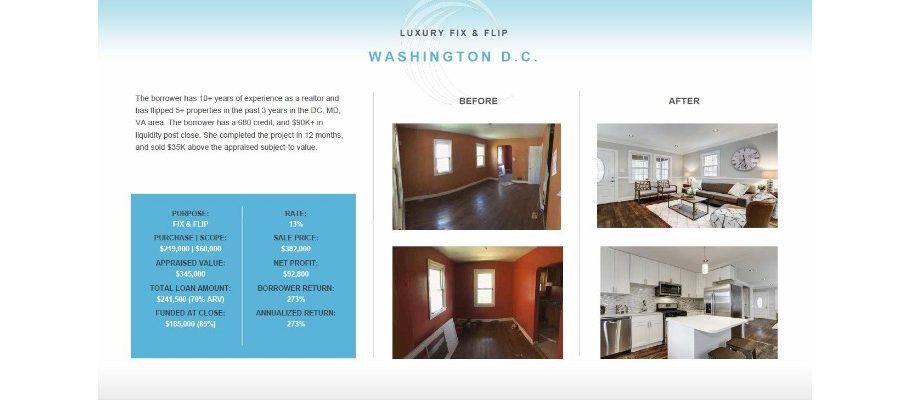 LUXURY FIX & FLIP
WASHINGTON D.C.
The borrower has 10+ years of experience as a realtor and
has flipped 5+ properties in the past 3 years in the DC, MD,
VA area. The borrower has a 680 credit, and $90K+ in
liquidity post close. She completed the project in 12 months,
and sold $35K above the appraised subject-to value.
PURPOSE:
FIX & FLIP
PURCHASE | SCOPE:
$219,000 | $60,000
APPRAISED VALUE:
$345,000
TOTAL LOAN AMOUNT:
$241,500 (70% ARV)
FUNDED AT CLOSE:
$185,000 (85%)
RATE:
13%
SALE PRICE:
$382,000
NET PROFIT:
$92,800
BORROWER RETURN:
273%
ANNUALIZED RETURN:
273%
BEFORE
AFTER